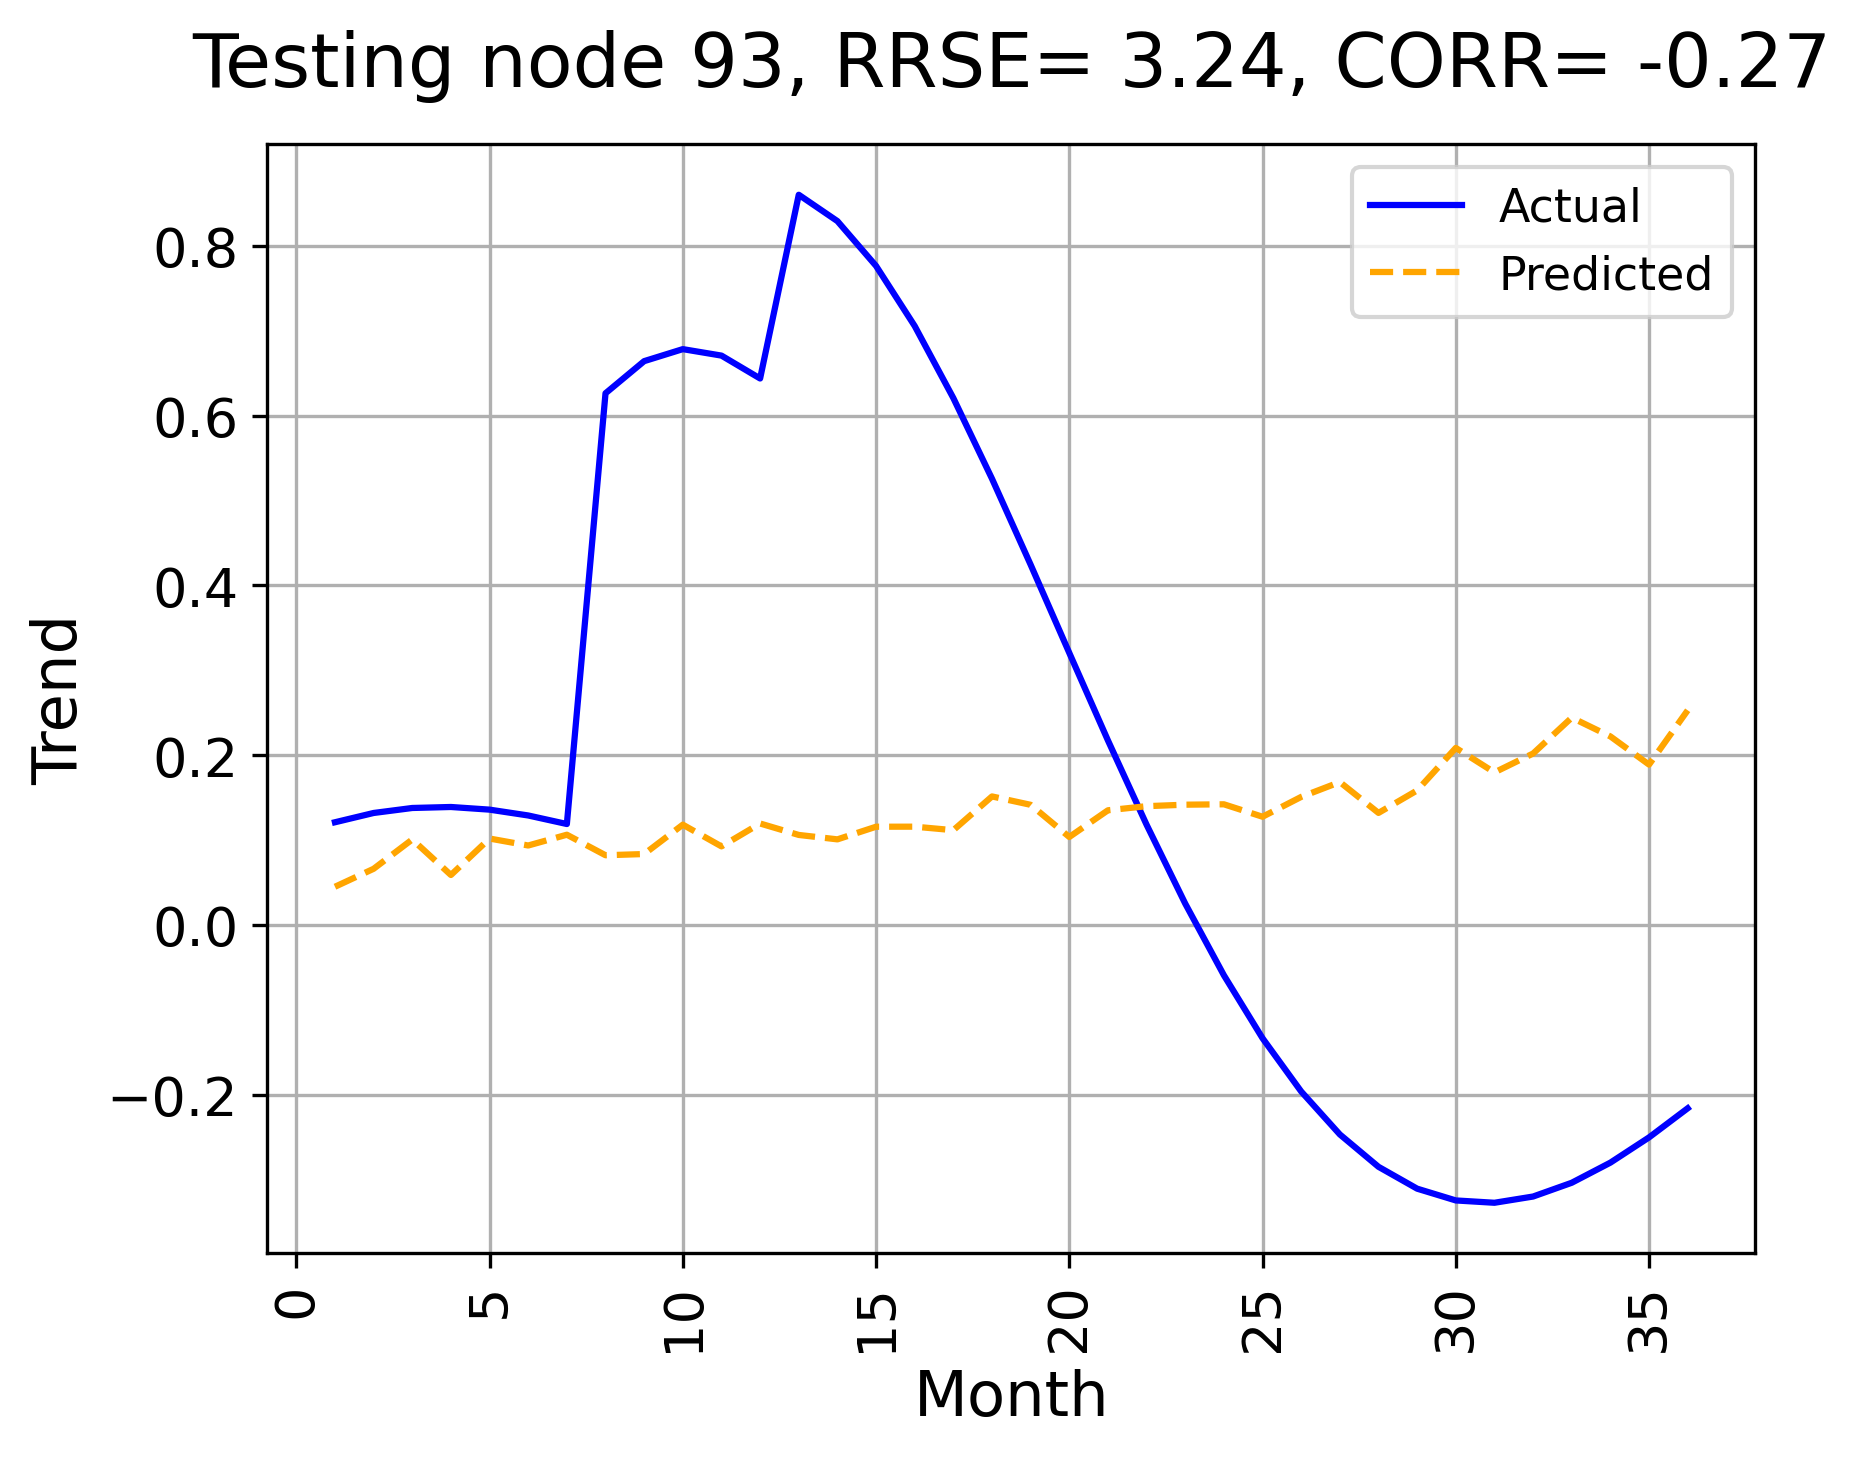 Testing node 93, RRSE= 3.24, CORR= -0.27
Actual
Predicted
Trend
0.8
0.6
0.4
0.2
0.0
−0.2
0
5
10
15
20
25
30
35
Month